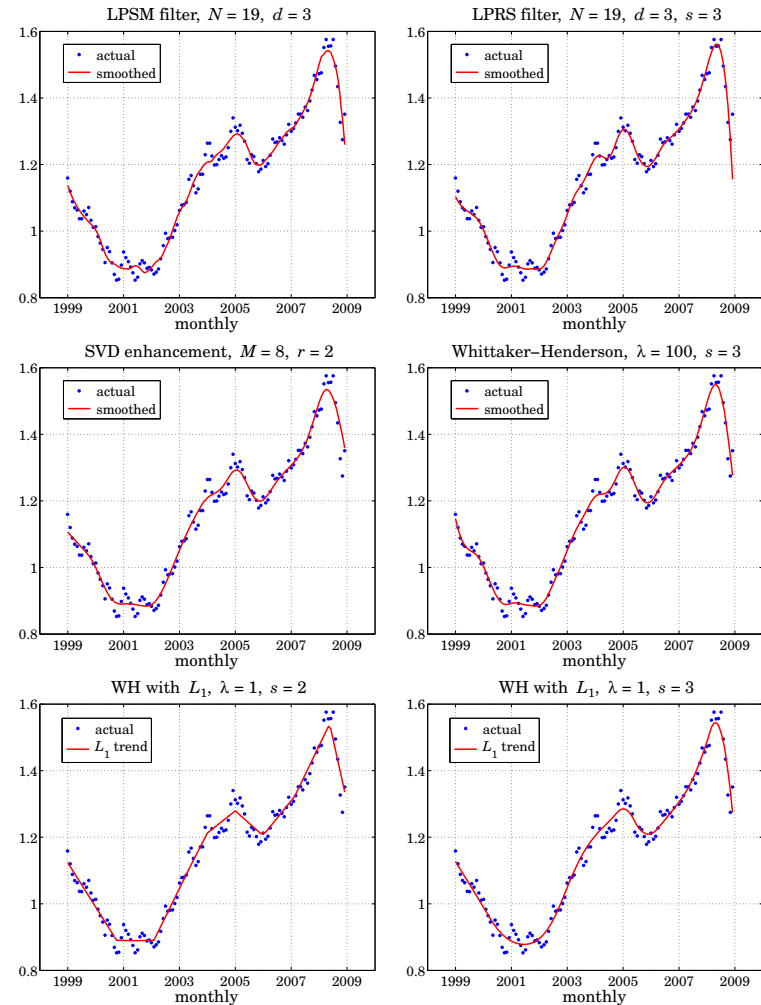 LPSM filter, N = 19, d = 3
1.6
1.4
1.2
1
0.8
actual
smoothed
1999 2001 2003 2005 2007 2009
monthly
LPRS filter, N = 19, d = 3, s = 3
1.6
1.4
1.2
1
0.8
actual
smoothed
1999 2001 2003 2005 2007 2009
monthly
SVD enhancement, M = 8, r = 2
1.6
1.4
1.2
1
0.8
actual
smoothed
1999 2001 2003 2005 2007 2009
monthly
Whittaker–Henderson, λ = 100, s = 3
1.6
1.4
1.2
1
0.8
actual
smoothed
1999 2001 2003 2005 2007 2009
monthly
WH with L₁, λ = 1, s = 2
1.6
1.4
1.2
1
0.8
actual
L₁ trend
1999 2001 2003 2005 2007 2009
monthly
WH with L₁, λ = 1, s = 3
1.6
1.4
1.2
1
0.8
actual
L₁ trend
1999 2001 2003 2005 2007 2009
monthly